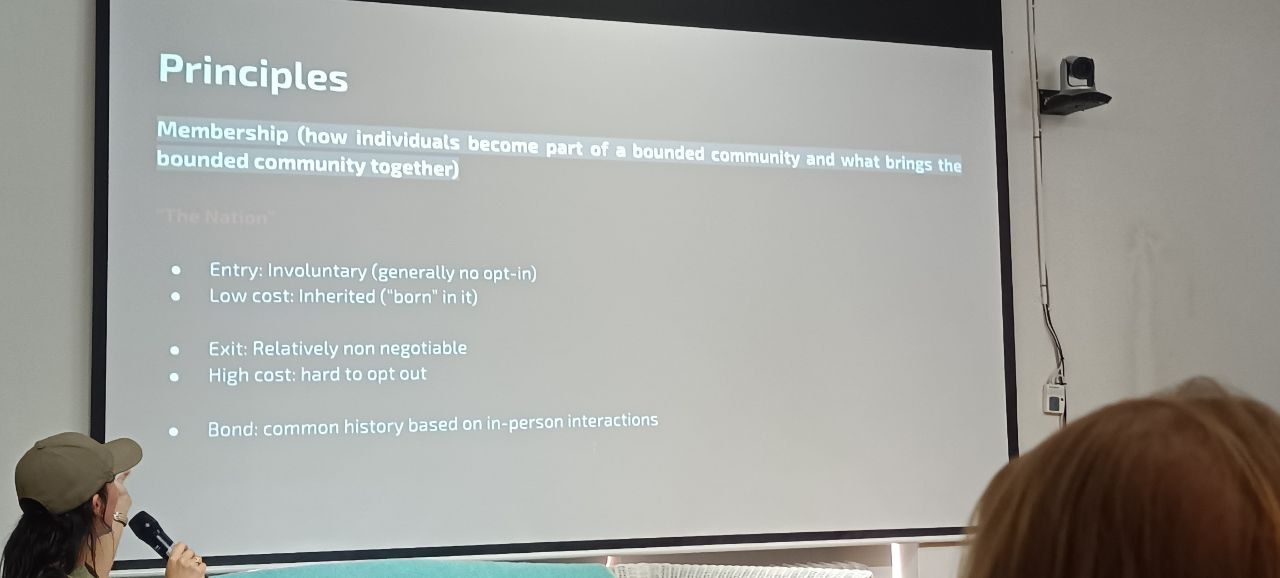 Principles
Membership (how individuals become part of a bounded community and what brings the
bounded community together)
"The Nation"
● Entry: Involuntary (generally no opt-in)
● Low cost: Inherited ("born" in it)
● Exit: Relatively non negotiable
● High cost: hard to opt out
● Bond: common history based on in-person interactions